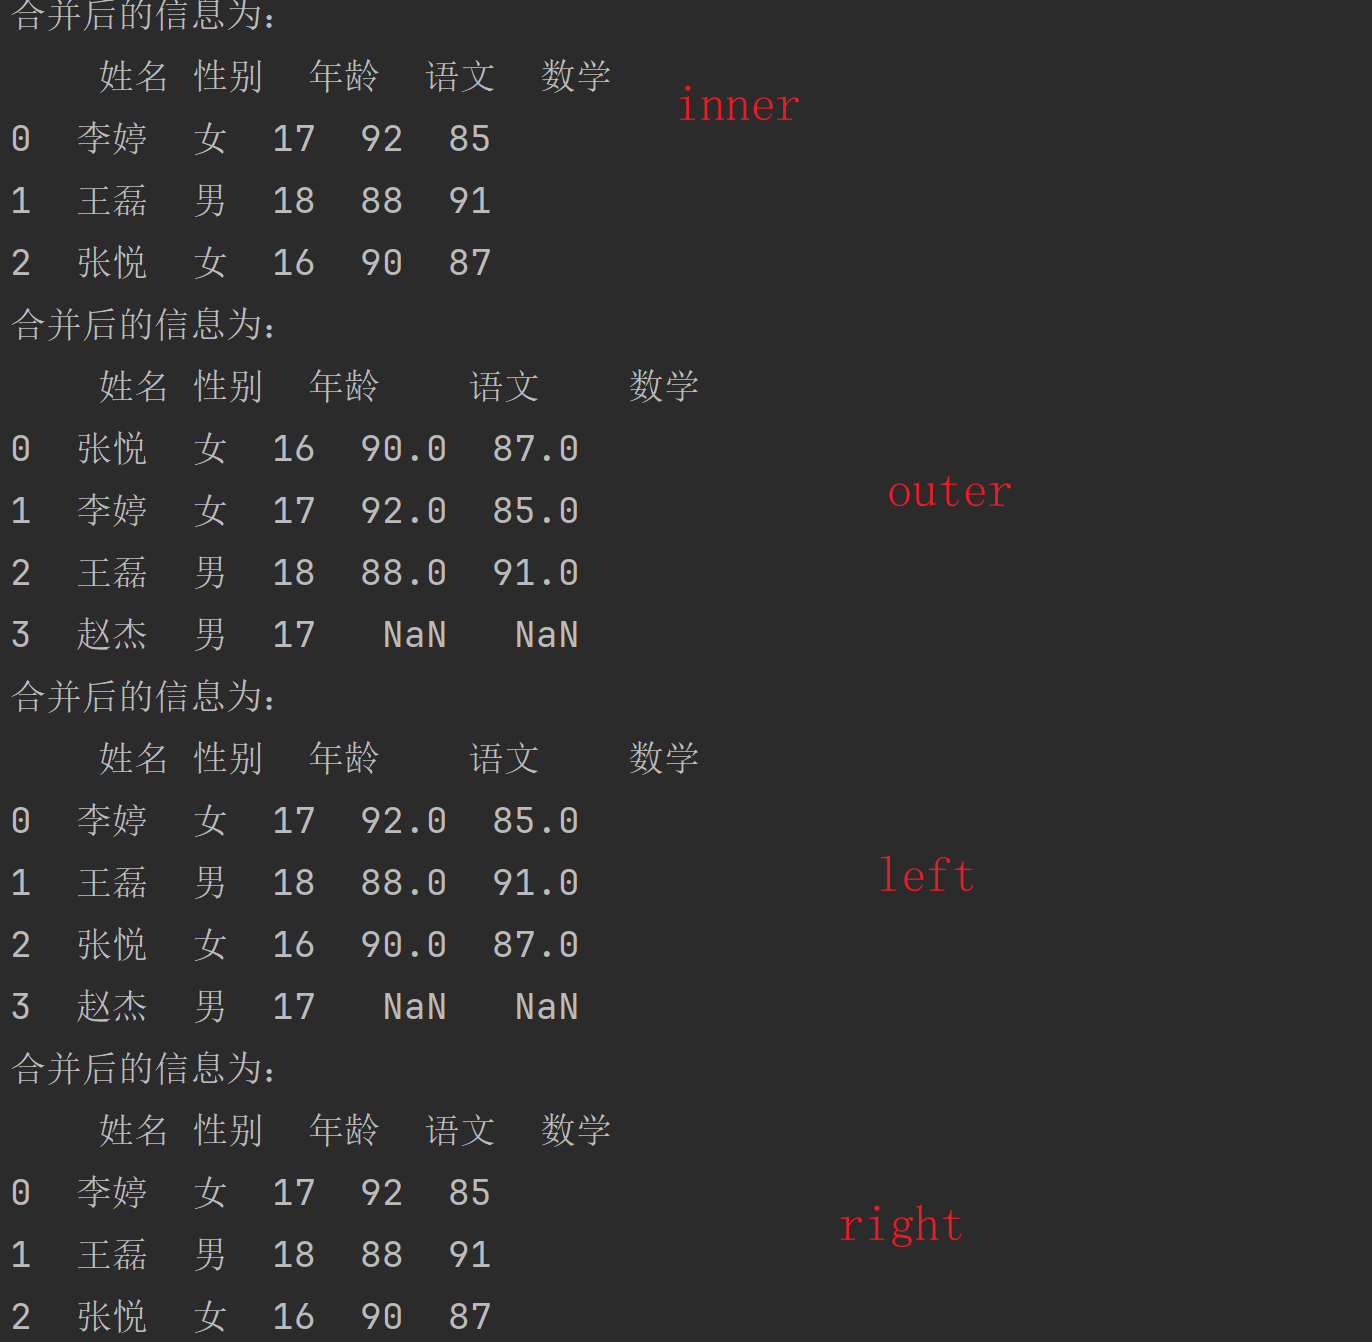 合并后的信息为：
姓名 性别 年龄 语文 数学
inner
0 李婷 女 17 92 85
1 王磊 男 18 88 91
2 张悦 女 16 90 87
合并后的信息为：
姓名 性别 年龄 语文 数学
0 张悦 女 16 90.0 87.0
outer
1 李婷 女 17 92.0 85.0
2 王磊 男 18 88.0 91.0
3 赵杰 男 17 NaN NaN
合并后的信息为：
姓名 性别 年龄 语文 数学
0 李婷 女 17 92.0 85.0
left
1 王磊 男 18 88.0 91.0
2 张悦 女 16 90.0 87.0
3 赵杰 男 17 NaN NaN
合并后的信息为：
姓名 性别 年龄 语文 数学
0 李婷 女 17 92 85
right
1 王磊 男 18 88 91
2 张悦 女 16 90 87